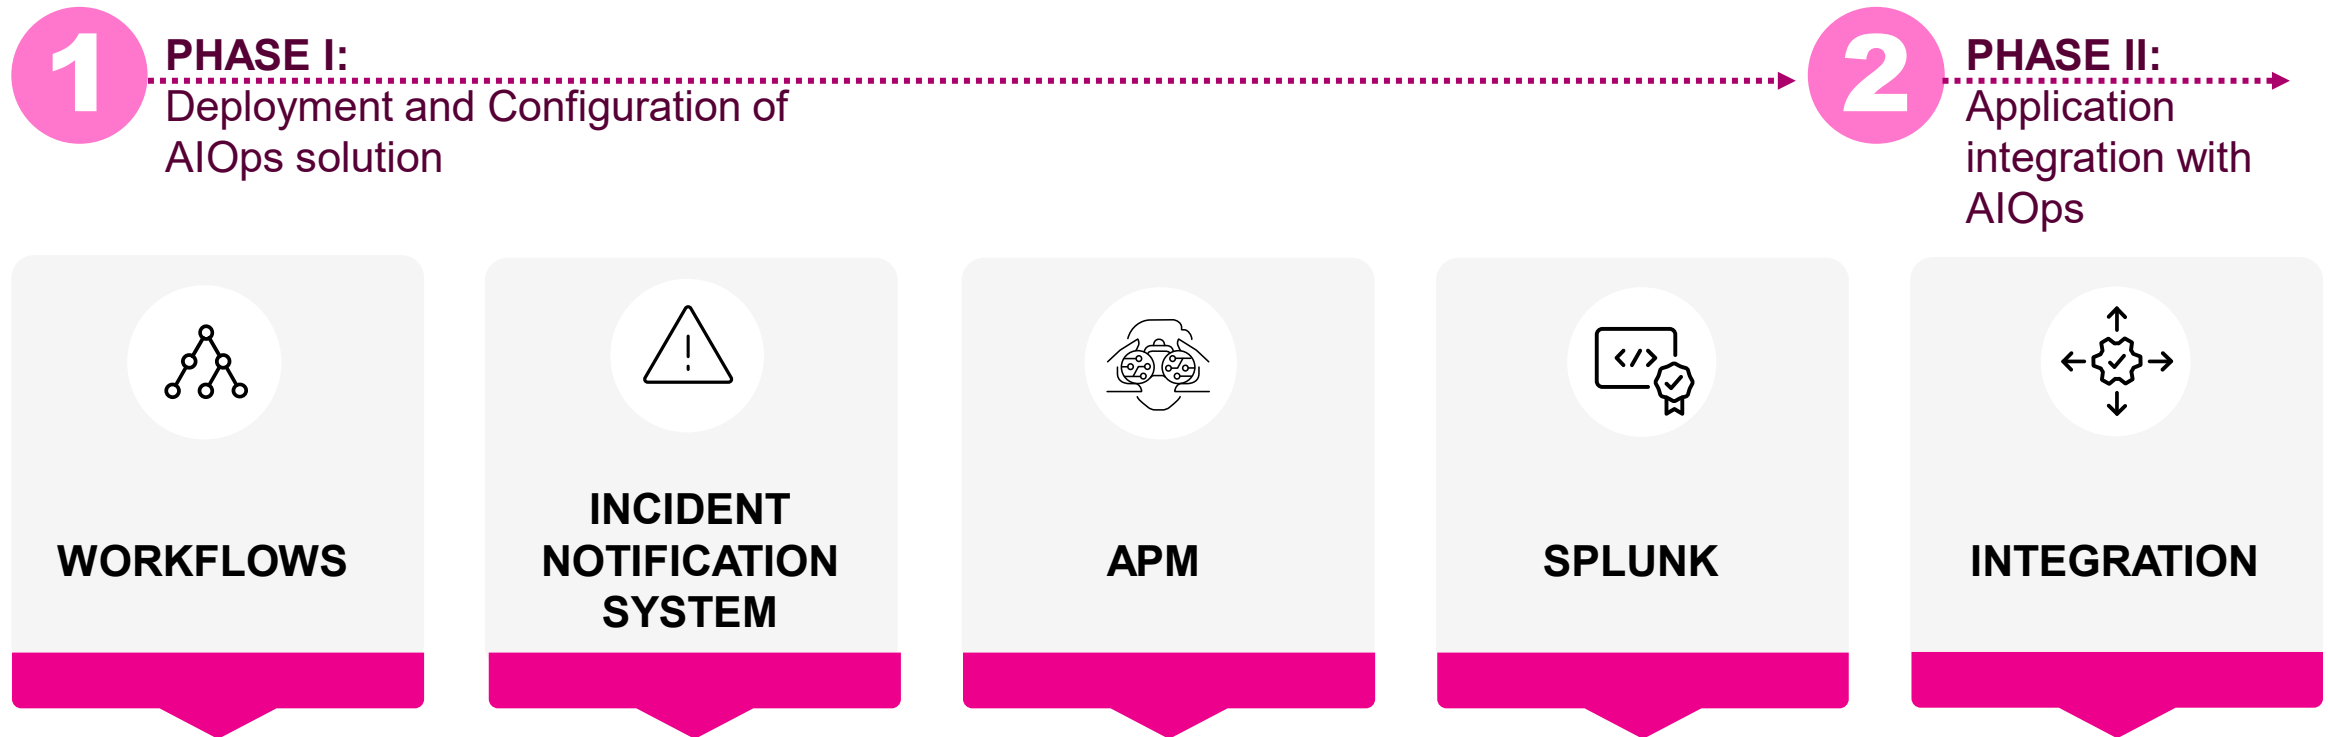 1
PHASE I:
Deployment and Configuration of
AIOps solution
2
PHASE II:
Application
integration with
AIOps
WORKFLOWS
INCIDENT
NOTIFICATION
SYSTEM
APM
</>
SPLUNK
INTEGRATION